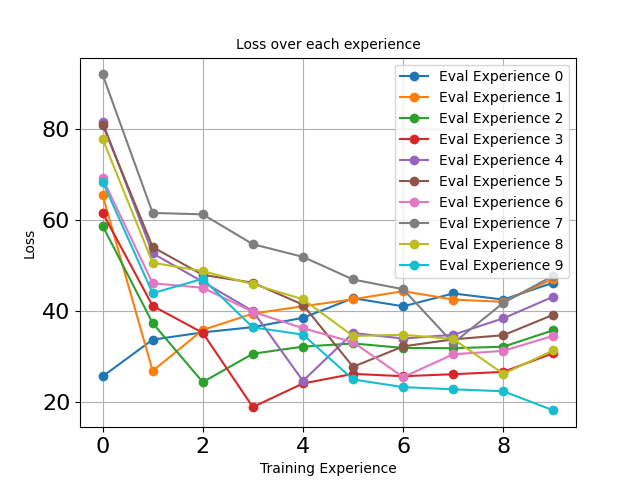 Loss over each experience
Eval Experience 0
Eval Experience 1
Eval Experience 2
Eval Experience 3
Eval Experience 4
Eval Experience 5
Eval Experience 6
Eval Experience 7
Eval Experience 8
Eval Experience 9
80
60
40
20
Loss
0 2 4 6 8
Training Experience